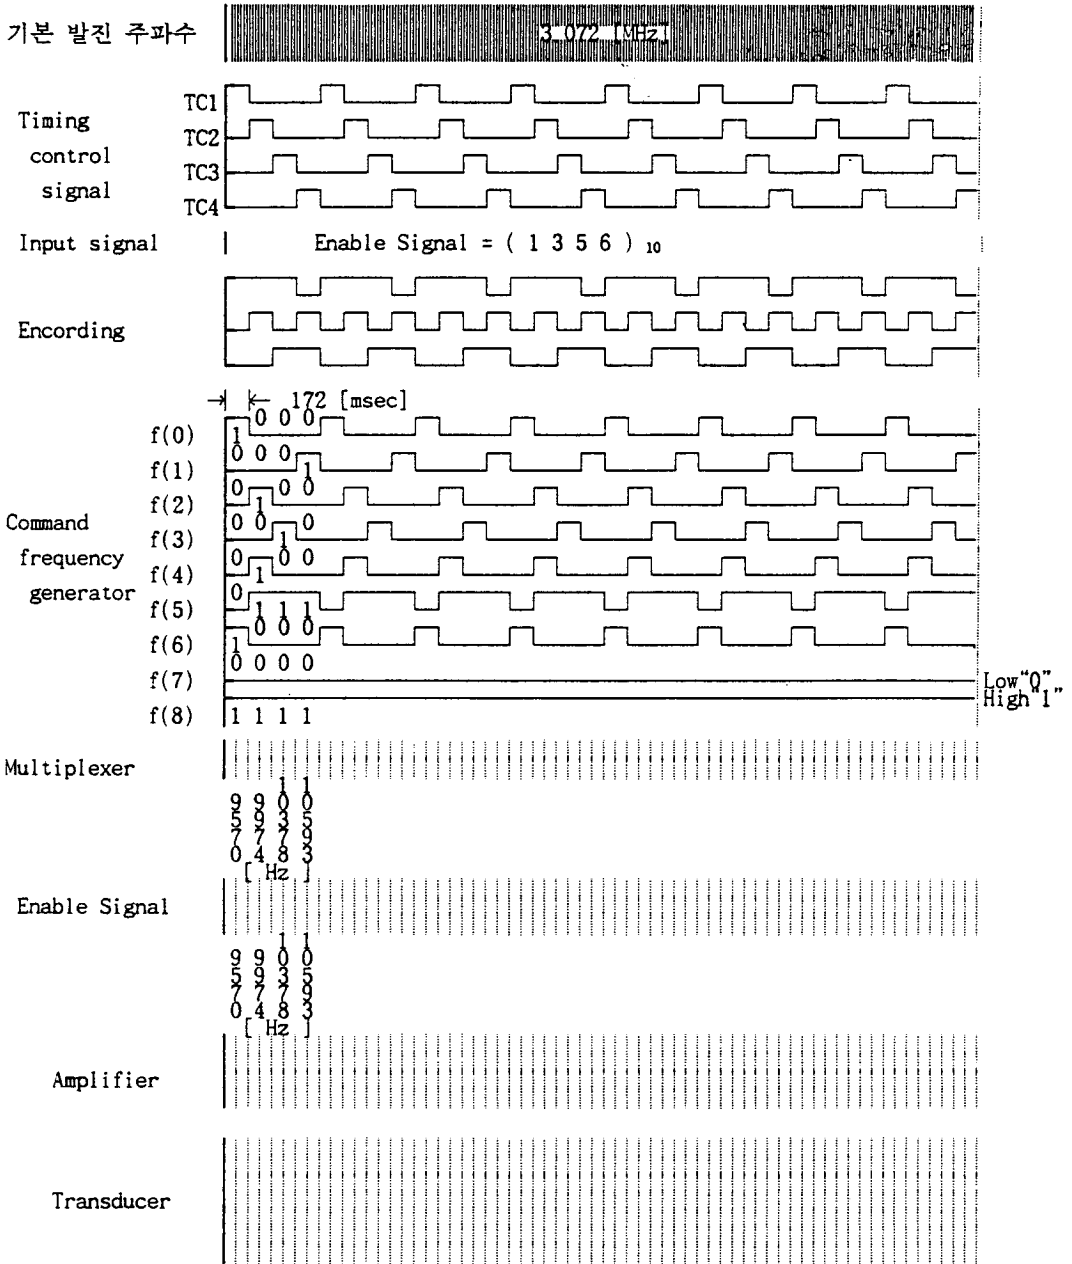 기본 발진 주파수 3.072 [MHz]
Timing control signal
TC1
TC2
TC3
TC4
Input signal Enable Signal = ( 1 3 5 6 ) 10
Encording
172 [msec]
Command frequency generator
f(0) 1 0 0 0
f(1) 0 0 0 1
f(2) 0 1 0 0
f(3) 0 0 1 0
f(4) 0 1 0 0
f(5) 0 1 1 1
f(6) 1 0 0 0
f(7) 0 0 0 0 Low“0”
f(8) 1 1 1 1 High“1”
Multiplexer
1 1
9 9 0 0
5 9 3 5
7 7 7 9
0 4 8 3
[ Hz ]
Enable Signal
1 1
9 9 0 0
5 9 3 5
7 7 7 9
0 4 8 3
[ Hz ]
Amplifier
Transducer